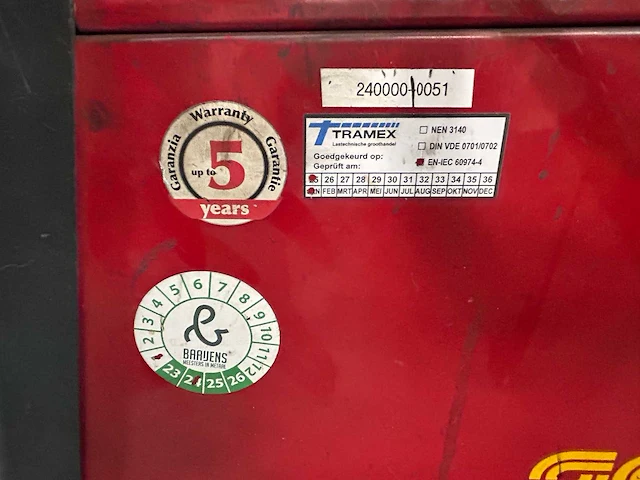 240000-0051
Garanzia Warranty Garantie
up to 5
years
TRAMEX
Lastechnische groothandel
Goedgekeurd op:
Geprüft am:
NEN 3140
DIN VDE 0701/0702
EN-IEC 60974-4
26 27 28 29 30 31 32 33 34 35 36
FEB MRT APR MEI JUN JUL AUG SEP OKT NOV DEC
2 3 4 5 6 7 8 9 10 11 12
&
BAAIJENS
MEESTERS IN METAAL
23 24 25 26